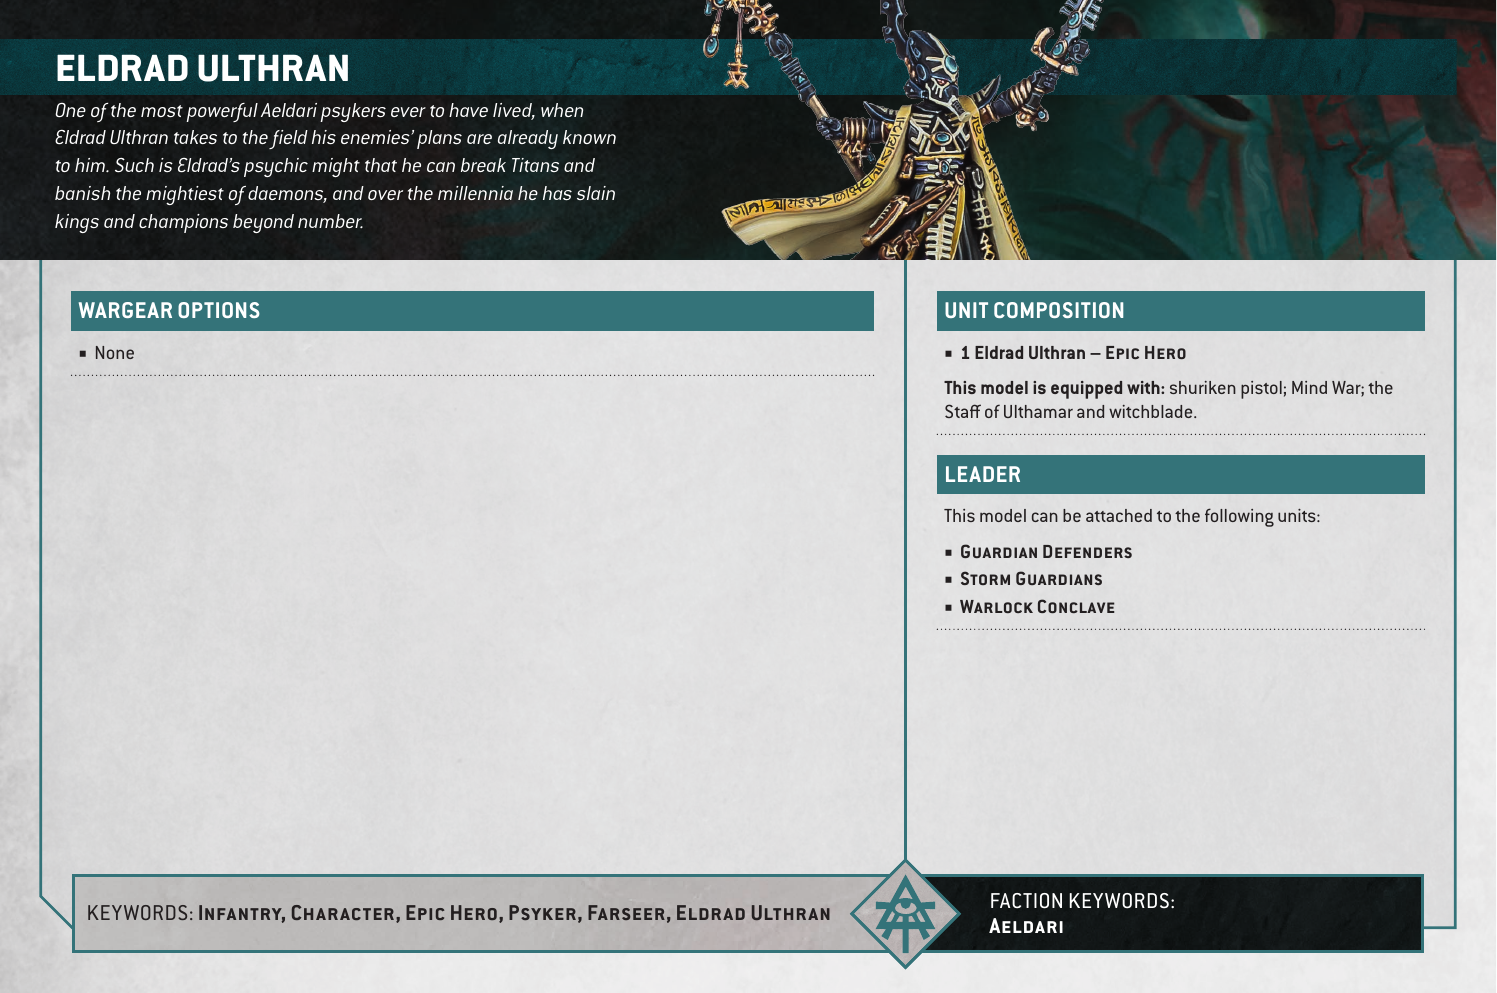 ELDRAD ULTHRAN
One of the most powerful Aeldari psykers ever to have lived, when
Eldrad Ulthran takes to the field his enemies’ plans are already known
to him. Such is Eldrad’s psychic might that he can break Titans and
banish the mightiest of daemons, and over the millennia he has slain
kings and champions beyond number.
WARGEAR OPTIONS
▪ None
UNIT COMPOSITION
▪ 1 Eldrad Ulthran – EPIC HERO
This model is equipped with: shuriken pistol; Mind War; the
Staff of Ulthamar and witchblade.
LEADER
This model can be attached to the following units:
▪ GUARDIAN DEFENDERS
▪ STORM GUARDIANS
▪ WARLOCK CONCLAVE
KEYWORDS: INFANTRY, CHARACTER, EPIC HERO, PSYKER, FARSEER, ELDRAD ULTHRAN
FACTION KEYWORDS:
AELDARI